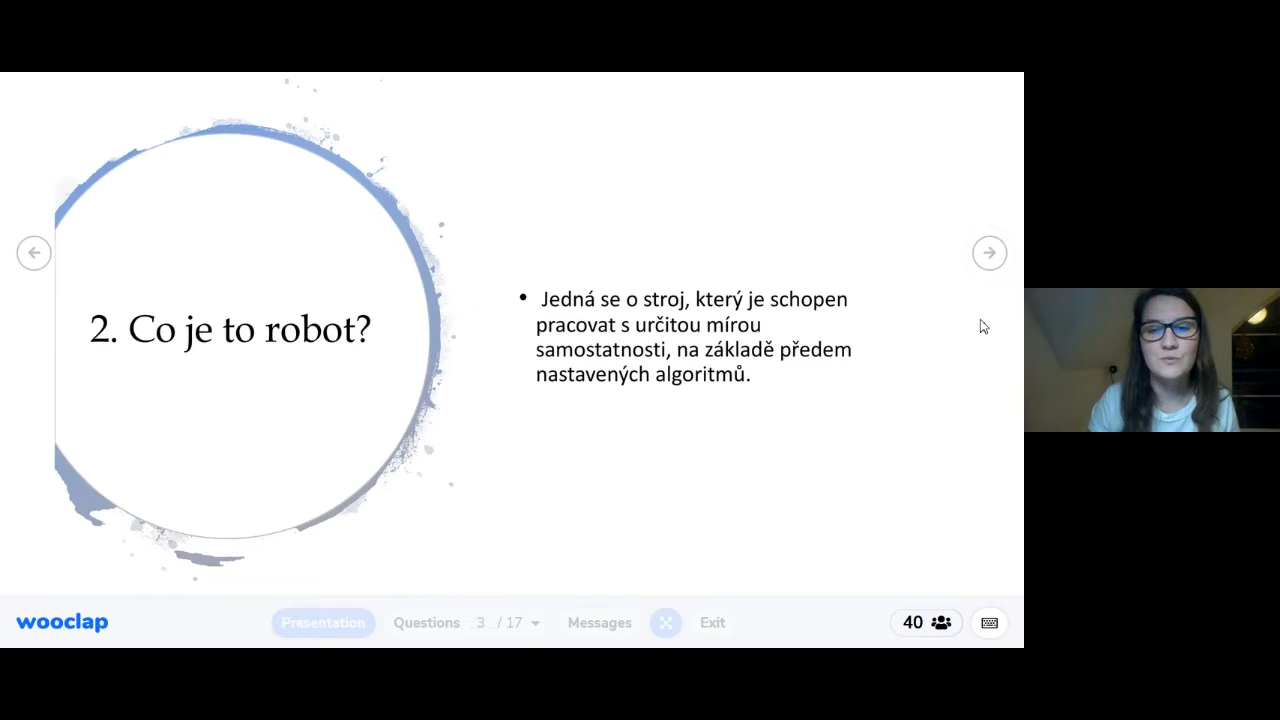 2. Co je to robot?
• Jedná se o stroj, který je schopen
pracovat s určitou mírou
samostatnosti, na základě předem
nastavených algoritmů.
wooclap
Presentation Questions 3 / 17 Messages Exit 40